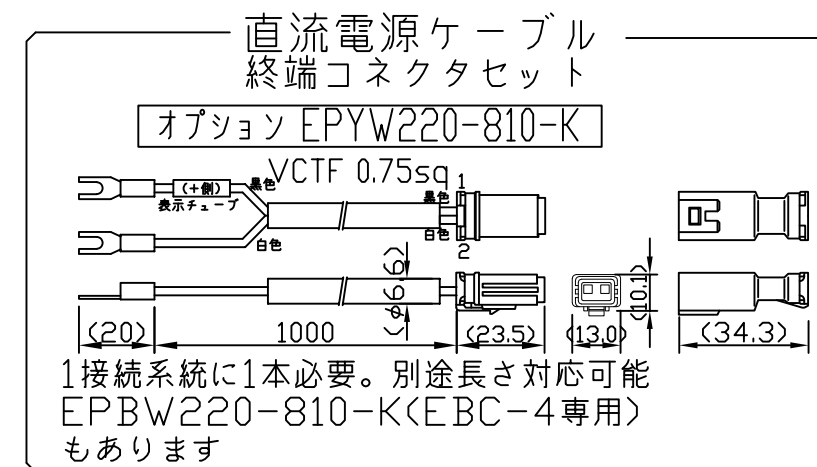 直流電源ケーブル
終端コネクタセット
オプション EPYW220-810-K
VCTF 0.75sq
(+側)
黒色
表示チューブ
白色
黒色
1
白色
2
(φ6.6)
(10.1)
(20)
1000
(23.5)
(13.0)
(34.3)
1接続系統に1本必要。別途長さ対応可能
EPBW220-810-K(EBC-4専用)
もあります